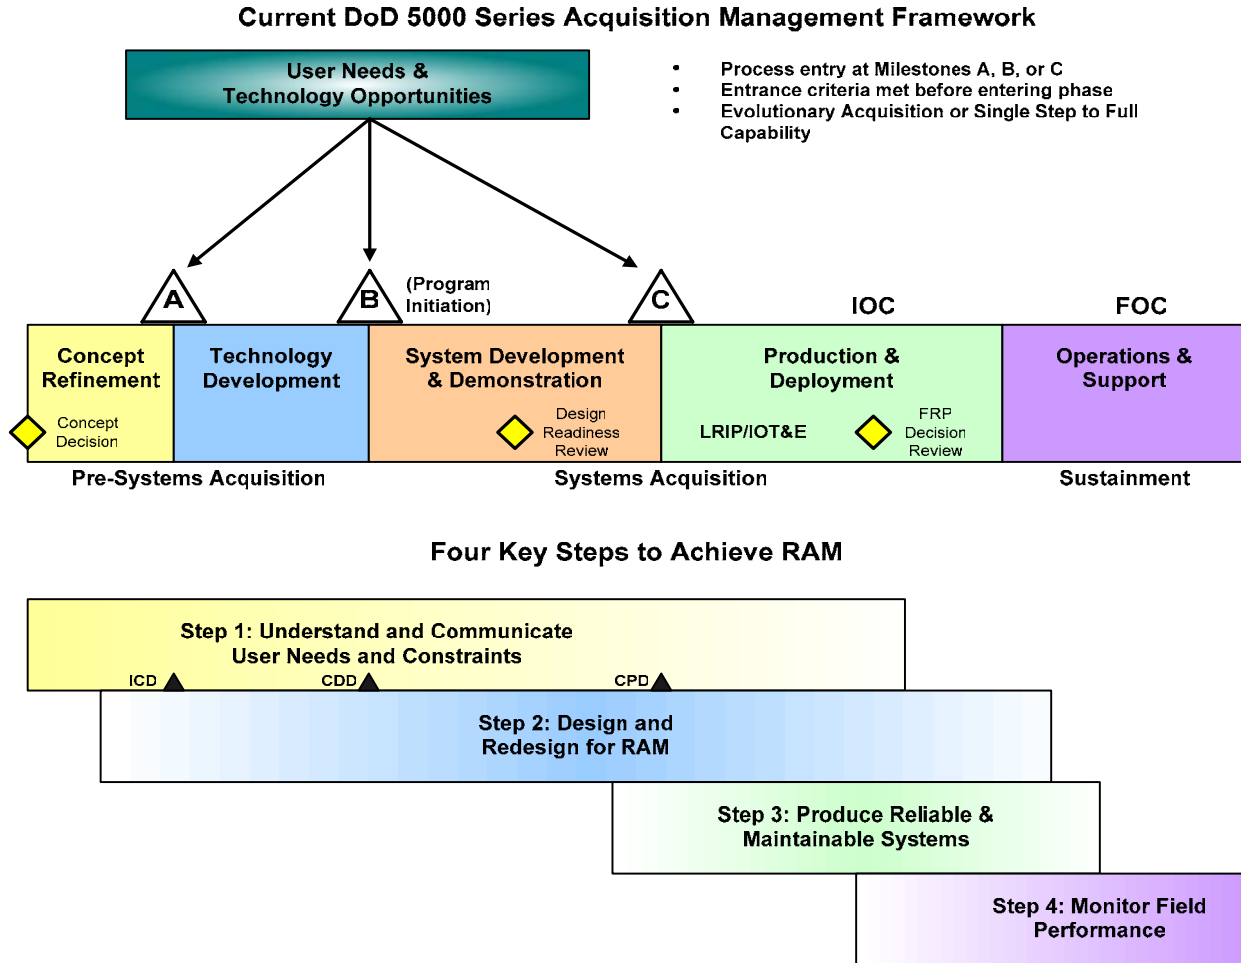 Current DoD 5000 Series Acquisition Management Framework
User Needs &
Technology Opportunities
• Process entry at Milestones A, B, or C
• Entrance criteria met before entering phase
• Evolutionary Acquisition or Single Step to Full
Capability
A
B
(Program
Initiation)
C
IOC
FOC
Concept
Refinement
Technology
Development
System Development
& Demonstration
Production &
Deployment
Operations &
Support
Concept
Decision
Design
Readiness
Review
LRIP/IOT&E
FRP
Decision
Review
Pre-Systems Acquisition
Systems Acquisition
Sustainment
Four Key Steps to Achieve RAM
Step 1: Understand and Communicate
User Needs and Constraints
ICD
CDD
CPD
Step 2: Design and
Redesign for RAM
Step 3: Produce Reliable &
Maintainable Systems
Step 4: Monitor Field
Performance